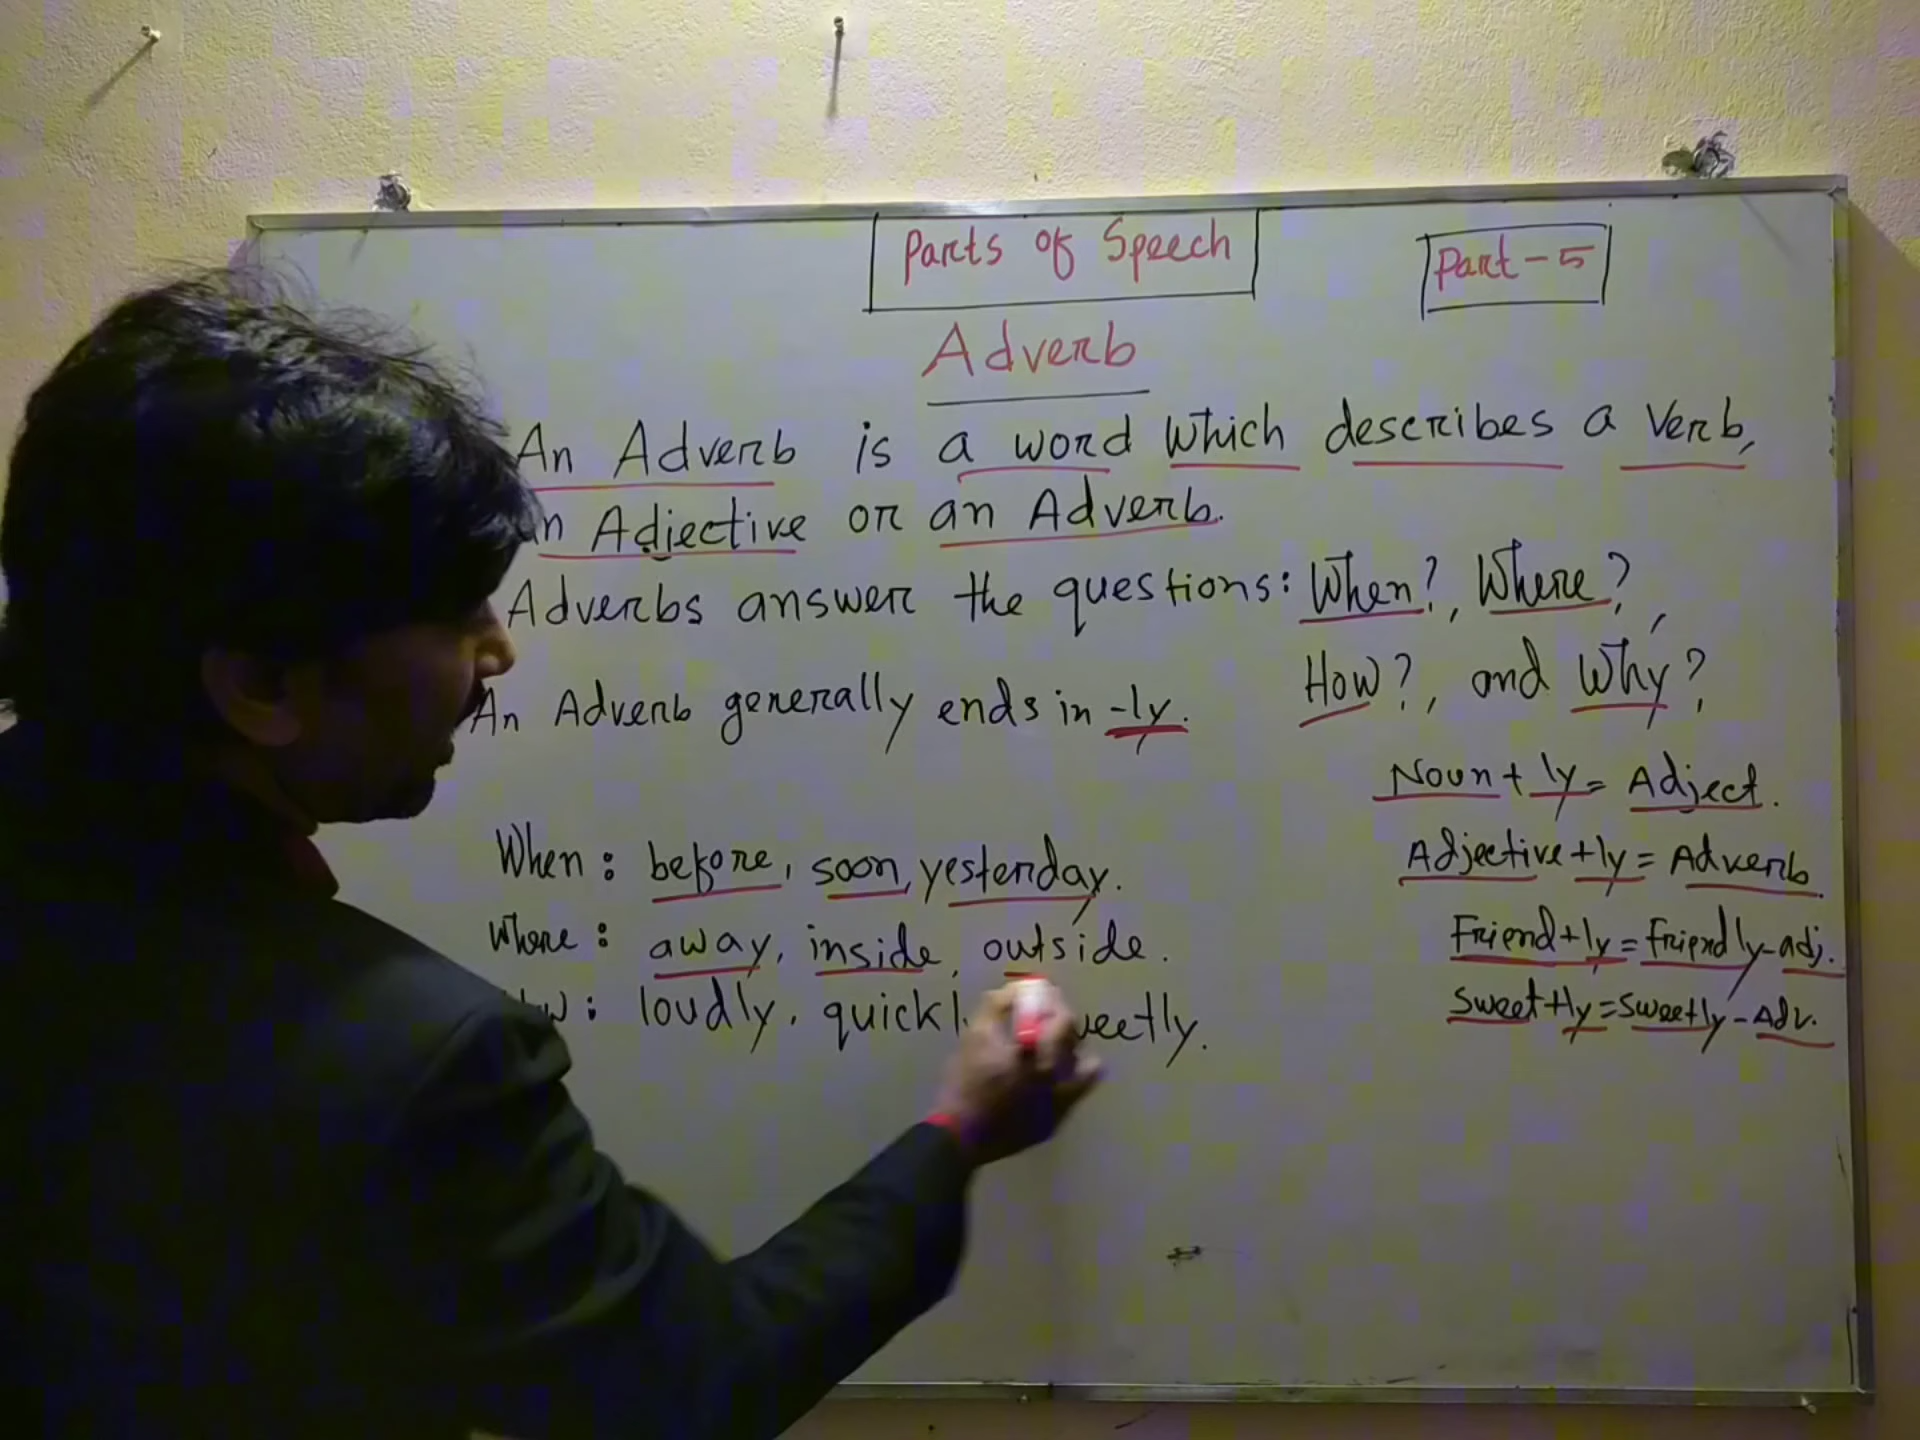 Parts of Speech
Part-5
Adverb
An Adverb is a word which describes a verb,
an Adjective or an Adverb.
Adverbs answer the questions: When?, Where?,
How?, and Why?
An Adverb generally ends in -ly.
Noun + ly = Adject.
Adjective + ly = Adverb
Friend + ly = Friendly - adj.
Sweet + ly = Sweetly - Adv.
When: before, soon, yesterday.
Where: away, inside, outside.
: loudly,